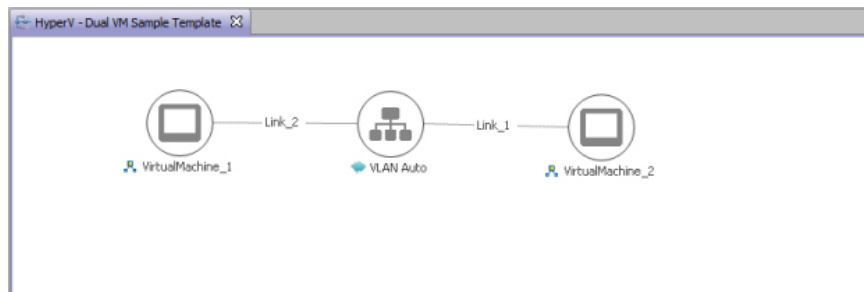 HyperV - Dual VM Sample Template
Link_2
Link_1
VirtualMachine_1
VLAN Auto
VirtualMachine_2